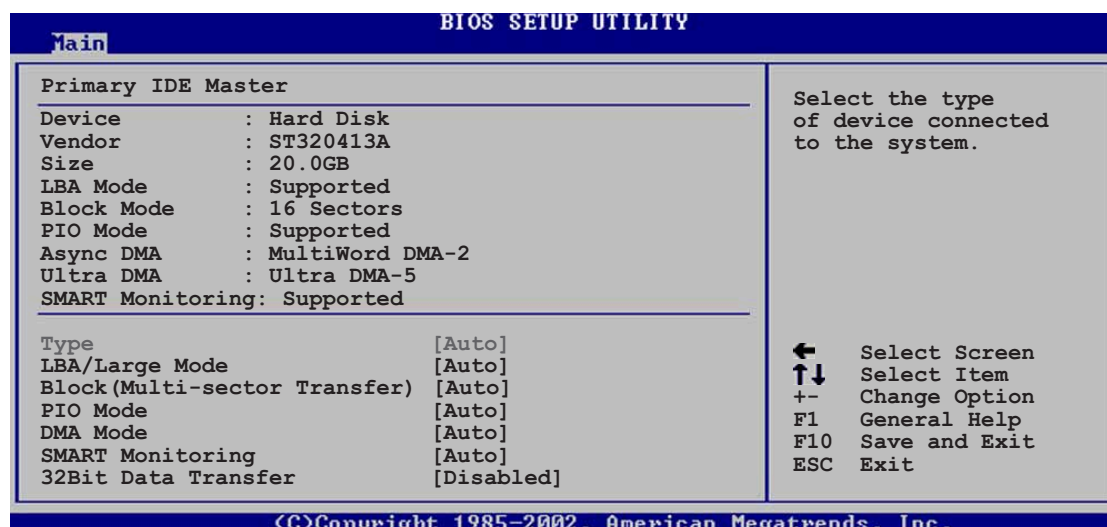 BIOS SETUP UTILITY
Main
Primary IDE Master
Device : Hard Disk
Vendor : ST320413A
Size : 20.0GB
LBA Mode : Supported
Block Mode : 16 Sectors
PIO Mode : Supported
Async DMA : MultiWord DMA-2
Ultra DMA : Ultra DMA-5
SMART Monitoring: Supported
Type [Auto]
LBA/Large Mode [Auto]
Block(Multi-sector Transfer) [Auto]
PIO Mode [Auto]
DMA Mode [Auto]
SMART Monitoring [Auto]
32Bit Data Transfer [Disabled]
Select the type
of device connected
to the system.
← Select Screen
↑↓ Select Item
+- Change Option
F1 General Help
F10 Save and Exit
ESC Exit
(C)Copyright 1985-2002, American Megatrends, Inc.